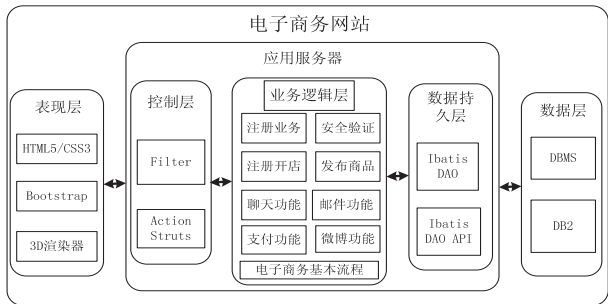 电子商务网站
应用服务器
表现层
HTML5/CSS3
Bootstrap
3D渲染器
控制层
Filter
Action
Struts
业务逻辑层
注册业务
安全验证
注册开店
发布商品
聊天功能
邮件功能
支付功能
微博功能
电子商务基本流程
数据持
久层
Ibatis
DAO
Ibatis
DAO API
数据层
DBMS
DB2